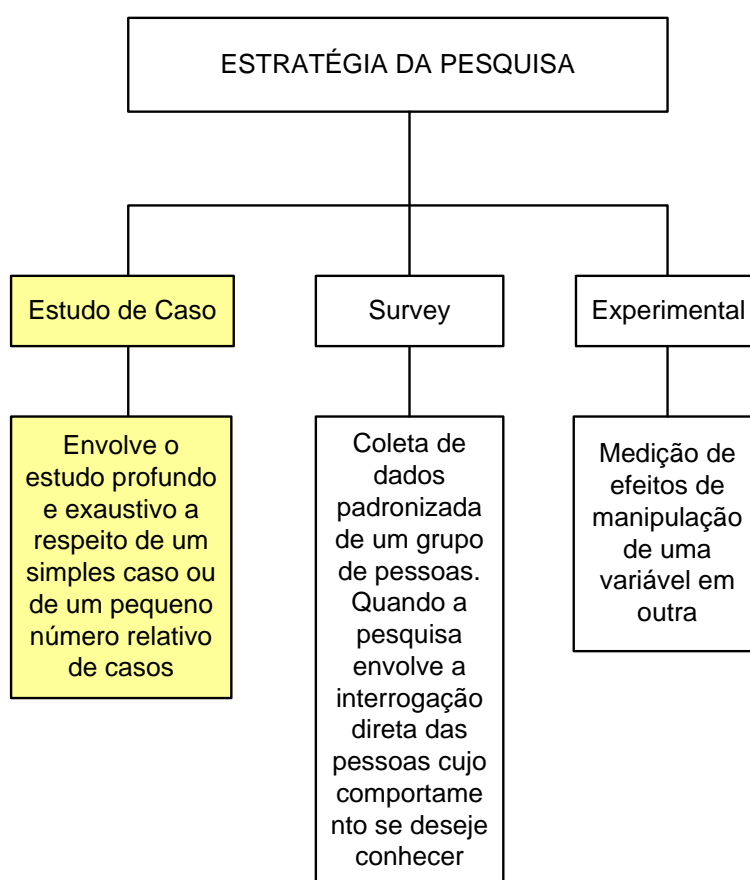 ESTRATÉGIA DA PESQUISA
Estudo de Caso
Survey
Experimental
Envolve o
estudo profundo
e exaustivo a
respeito de um
simples caso ou
de um pequeno
número relativo
de casos
Coleta de
dados
padronizada
de um grupo
de pessoas.
Quando a
pesquisa
envolve a
interrogação
direta das
pessoas cujo
comportame
nto se deseje
conhecer
Medição de
efeitos de
manipulação
de uma
variável em
outra